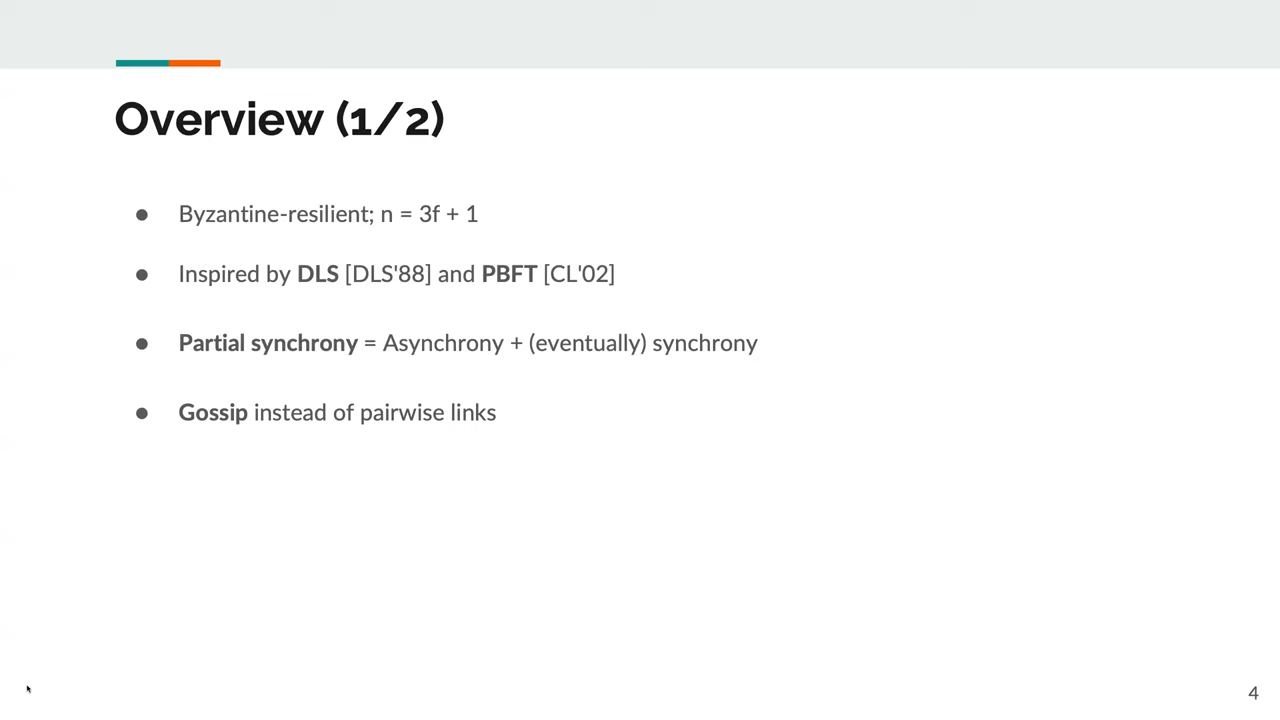 Overview (1/2)
● Byzantine-resilient; n = 3f + 1
● Inspired by DLS [DLS'88] and PBFT [CL'02]
● Partial synchrony = Asynchrony + (eventually) synchrony
● Gossip instead of pairwise links
4